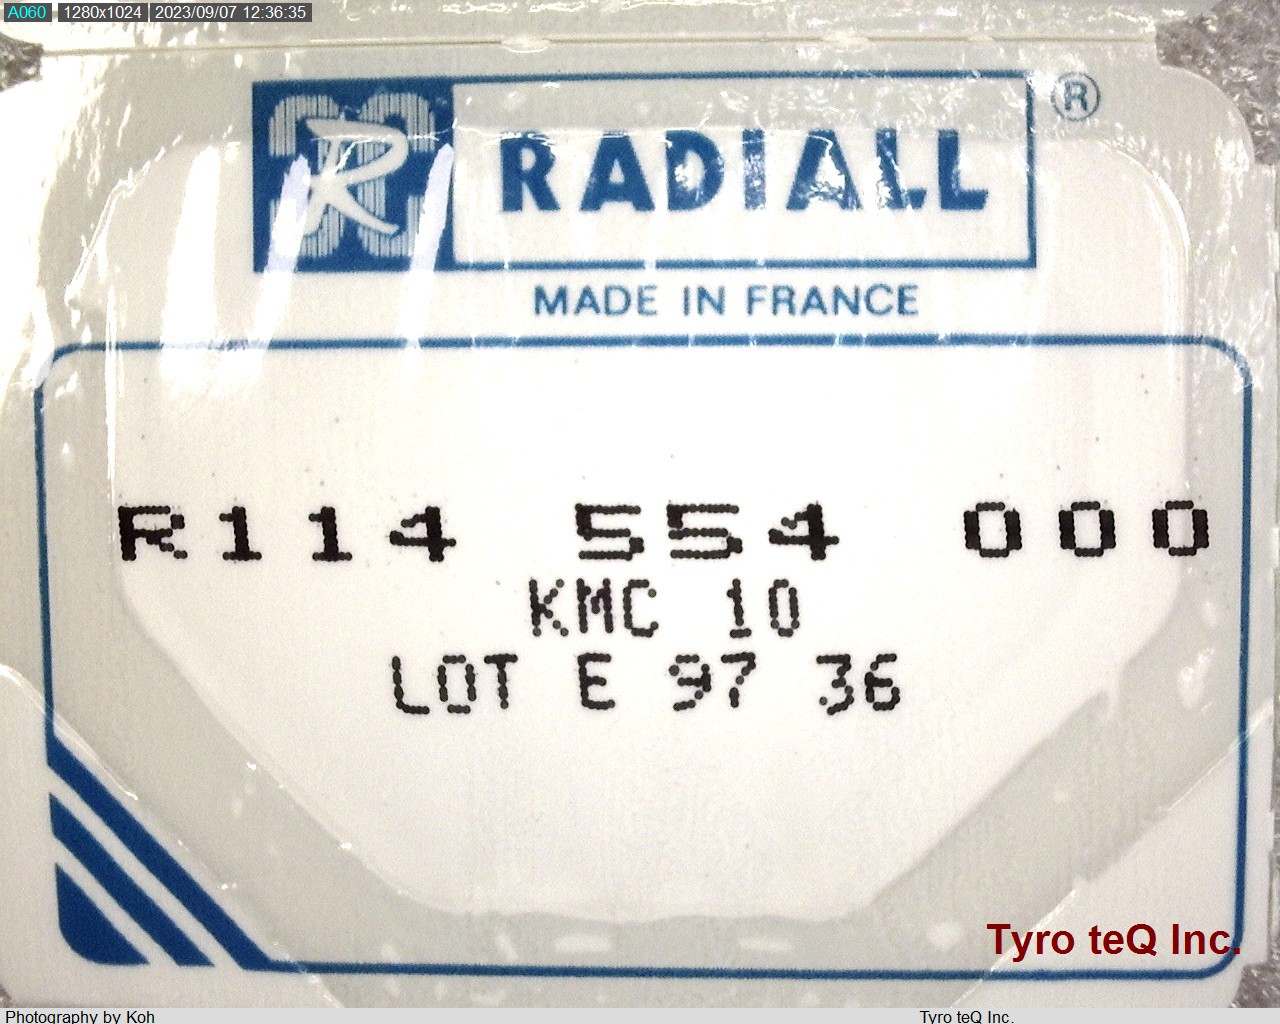 A060 1280x1024 2023/09/07 12:36:35
R RADIALL ®
MADE IN FRANCE
R114 554 000
KMC 10
LOT E 97 36
Tyro teQ Inc.
Photography by Koh Tyro teQ Inc.